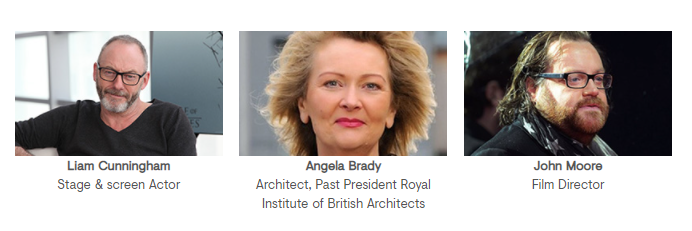 Liam Cunningham
Stage & screen Actor
Angela Brady
Architect, Past President Royal
Institute of British Architects
John Moore
Film Director